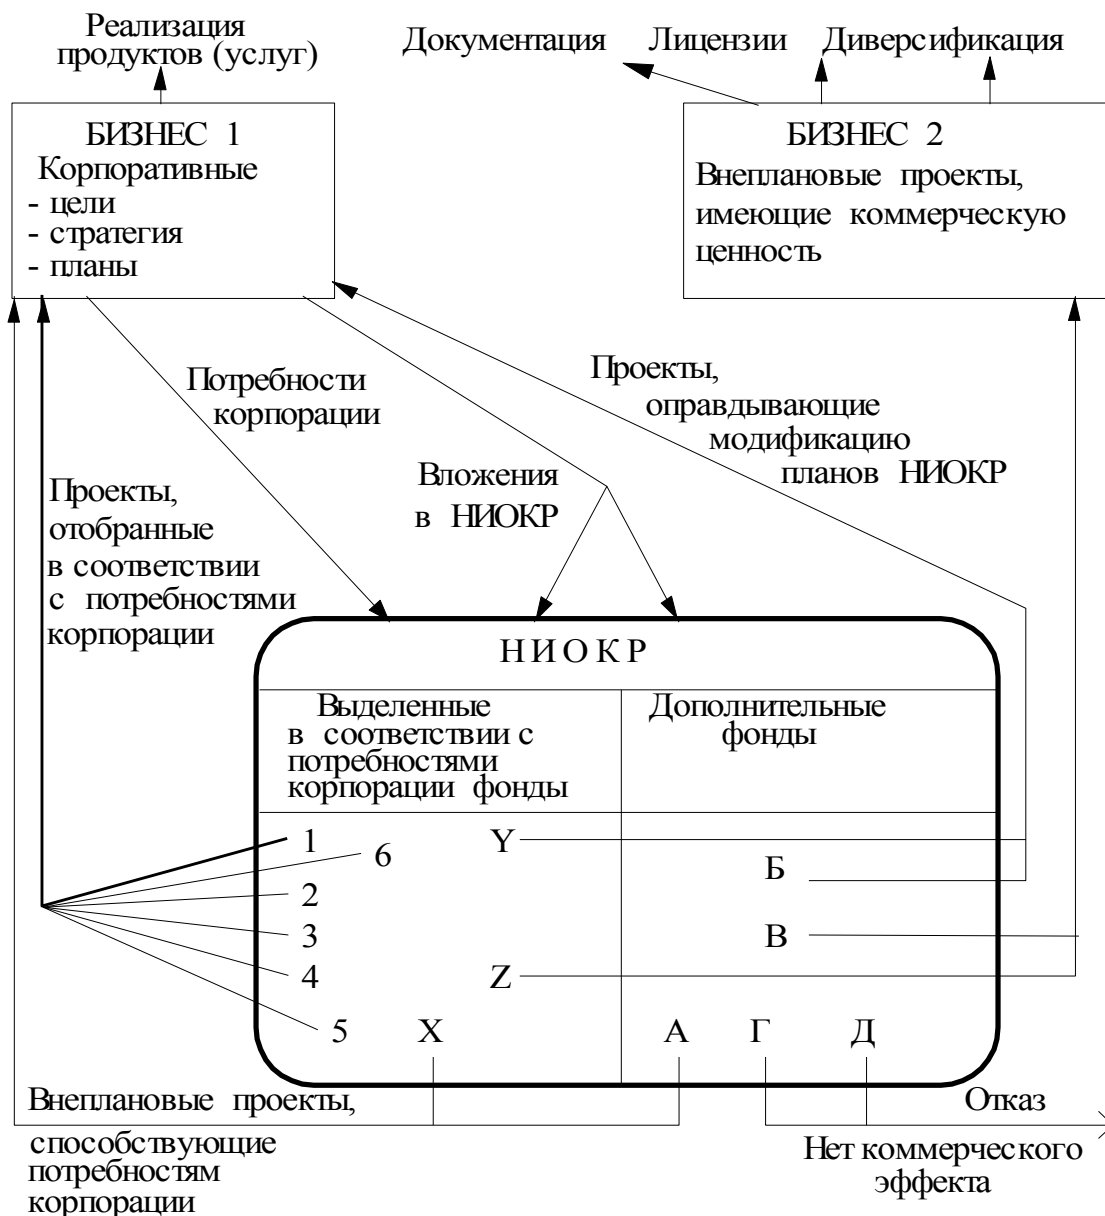 Реализация
продуктов (услуг)
Документация Лицензии Диверсификация
БИЗНЕС 1
Корпоративные
- цели
- стратегия
- планы
БИЗНЕС 2
Внеплановые проекты,
имеющие коммерческую
ценность
Потребности
корпорации
Проекты,
оправдывающие
модификацию
планов НИОКР
Вложения
в НИОКР
Проекты,
отобранные
в соответствии
с потребностями
корпорации
НИОКР
Выделенные
в соответствии с
потребностями
корпорации фонды
Дополнительные
фонды
1
6
Y
Б
2
3
В
4
Z
5
X
А
Г
Д
Внеплановые проекты,
способствующие
потребностям
корпорации
Отказ
Нет коммерческого
эффекта